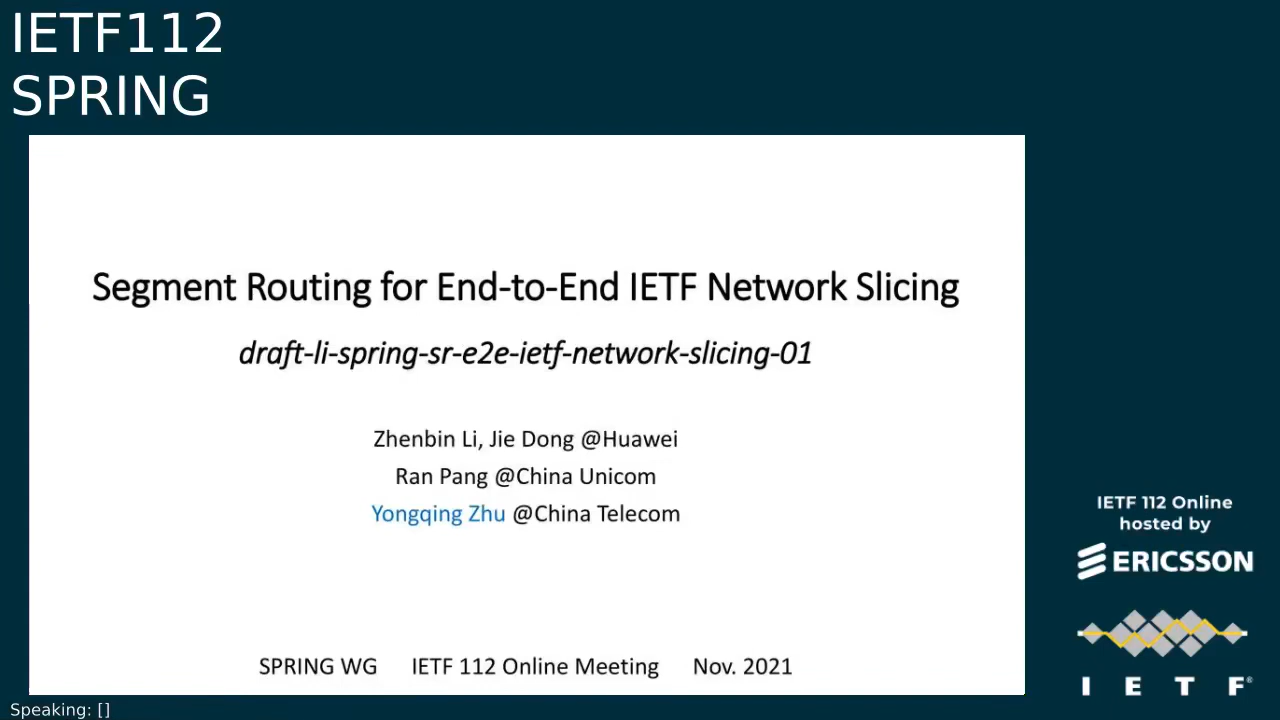 IETF112
SPRING
Segment Routing for End-to-End IETF Network Slicing
draft-li-spring-sr-e2e-ietf-network-slicing-01
Zhenbin Li, Jie Dong @Huawei
Ran Pang @China Unicom
Yongqing Zhu @China Telecom
SPRING WG IETF 112 Online Meeting Nov. 2021
IETF 112 Online
hosted by
ERICSSON
I E T F®
Speaking: []